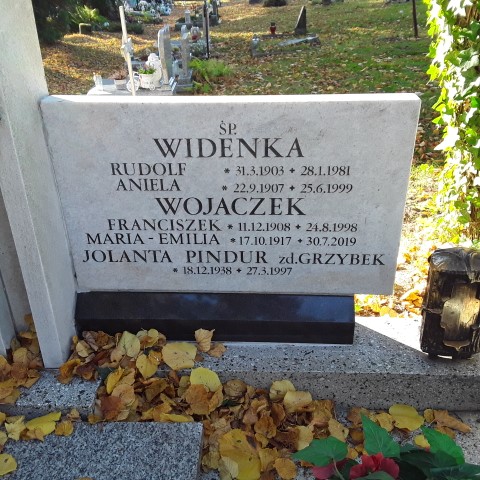 ŚP.
WIDENKA
RUDOLF * 31.3.1903 + 28.1.1981
ANIELA * 22.9.1907 + 25.6.1999
WOJACZEK
FRANCISZEK * 11.12.1908 + 24.8.1998
MARIA - EMILIA * 17.10.1917 + 30.7.2019
JOLANTA PINDUR zd.GRZYBEK
* 18.12.1938 + 27.3.1997